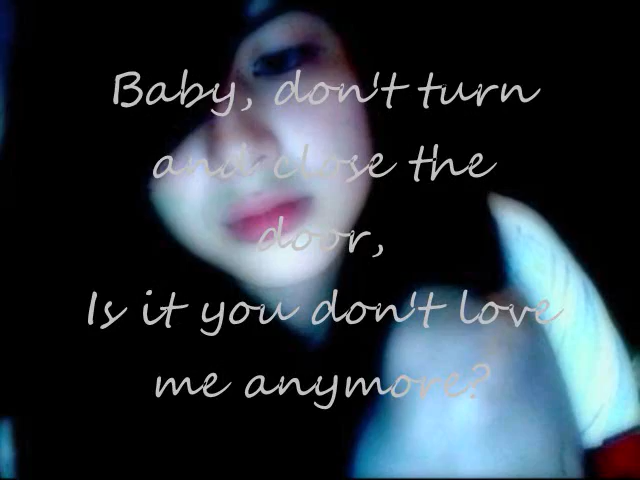 Baby, don't turn
and close the
door,
Is it you don't love
me anymore?